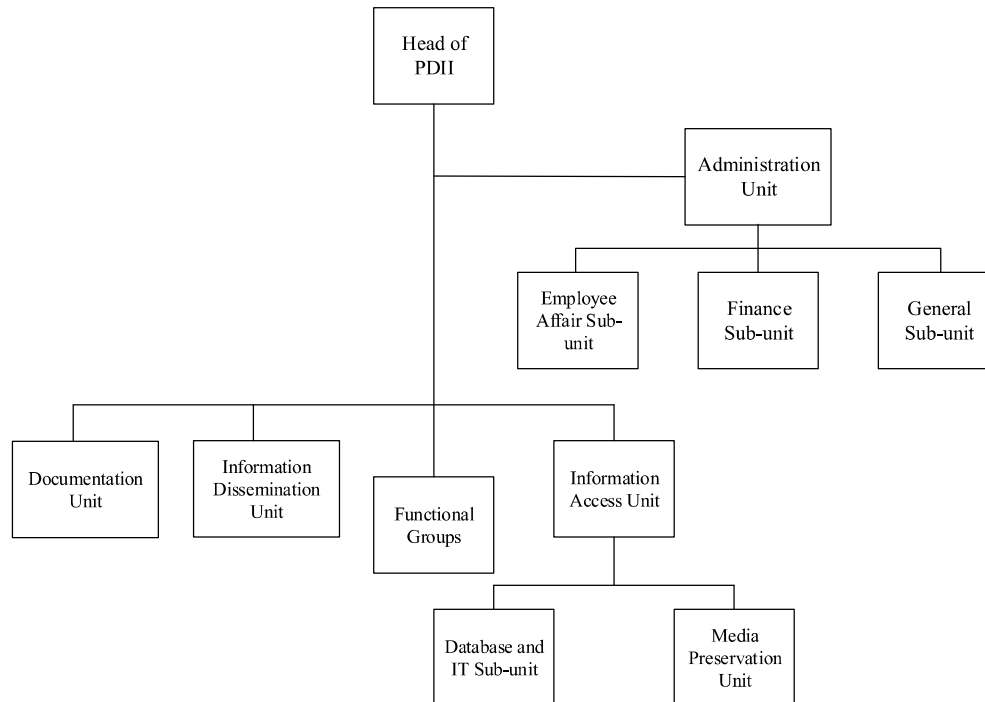 Head of
PDII
Administration
Unit
Employee
Affair Sub-
unit
Finance
Sub-unit
General
Sub-unit
Documentation
Unit
Information
Dissemination
Unit
Functional
Groups
Information
Access Unit
Database and
IT Sub-unit
Media
Preservation
Unit